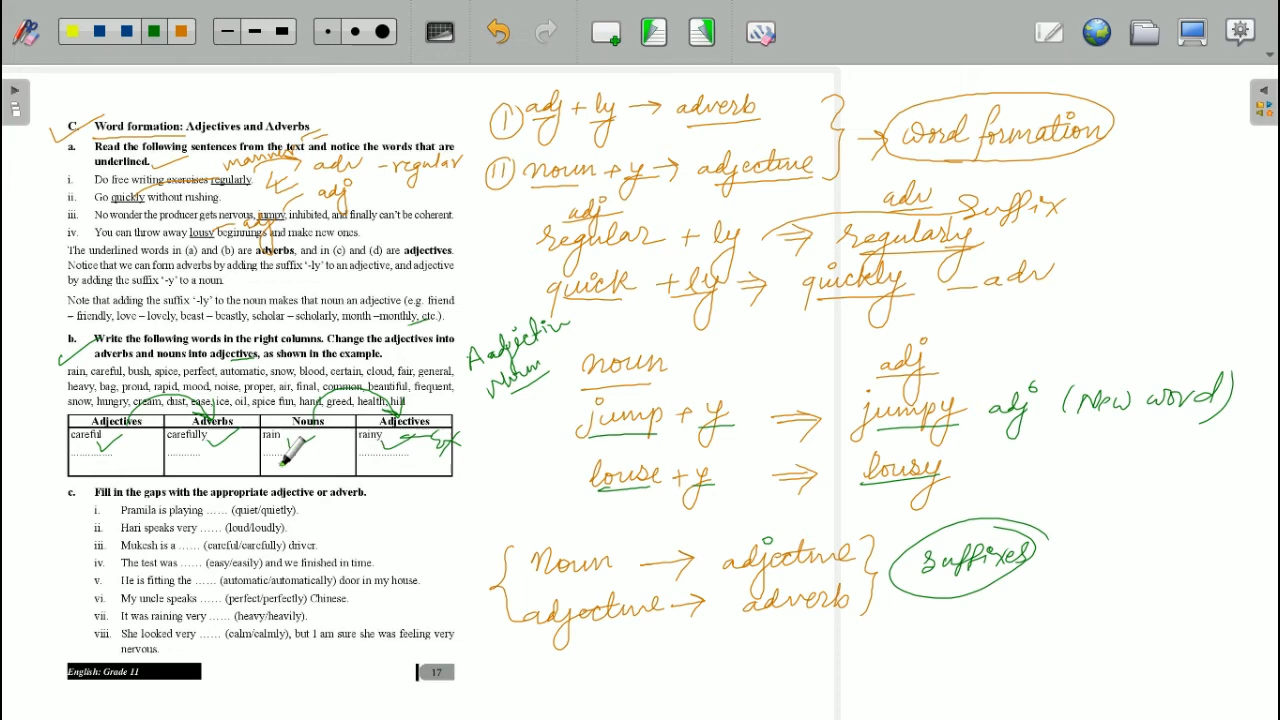 C. Word formation: Adjectives and Adverbs
a. Read the following sentences from the text and notice the words that are
underlined.
manner → adv - regular
i. Do free writing exercises regularly.
adj
ii. Go quickly without rushing.
iii. No wonder the producer gets nervous, jumpy, inhibited, and finally can't be coherent.
adj
iv. You can throw away lousy beginnings and make new ones.
The underlined words in (a) and (b) are adverbs, and in (c) and (d) are adjectives.
Notice that we can form adverbs by adding the suffix '-ly' to an adjective, and adjective
by adding the suffix '-y' to a noun.
Note that adding the suffix '-ly' to the noun makes that noun an adjective (e.g. friend
– friendly, love – lovely, beast – beastly, scholar – scholarly, month –monthly, etc.).
b. Write the following words in the right columns. Change the adjectives into
adverbs and nouns into adjectives, as shown in the example.
rain, careful, bush, spice, perfect, automatic, snow, blood, certain, cloud, fair, general,
heavy, bag, proud, rapid, mood, noise, proper, air, final, common, beautiful, frequent,
snow, hungry, cream, dust, ease, ice, oil, spice fun, hand, greed, health, hill
Adjectives Adverbs Nouns Adjectives
careful carefully rain rainy
.............. ........... ........... .................
c. Fill in the gaps with the appropriate adjective or adverb.
i. Pramila is playing …… (quiet/quietly).
ii. Hari speaks very …… (loud/loudly).
iii. Mukesh is a …… (careful/carefully) driver.
iv. The test was …… (easy/easily) and we finished in time.
v. He is fitting the …… (automatic/automatically) door in my house.
vi. My uncle speaks …… (perfect/perfectly) Chinese.
vii. It was raining very …… (heavy/heavily).
viii. She looked very …… (calm/calmly), but I am sure she was feeling very
nervous.
English: Grade 11 17
I adj + ly → adverb
II noun + y → adjective
→ word formation
adj adv suffix
regular + ly ⇒ regularly
quick + ly ⇒ quickly _ adv
noun adj
jump + y ⇒ jumpy adj (New word)
louse + y ⇒ lousy
Noun → adjective
adjective → adverb
suffixes